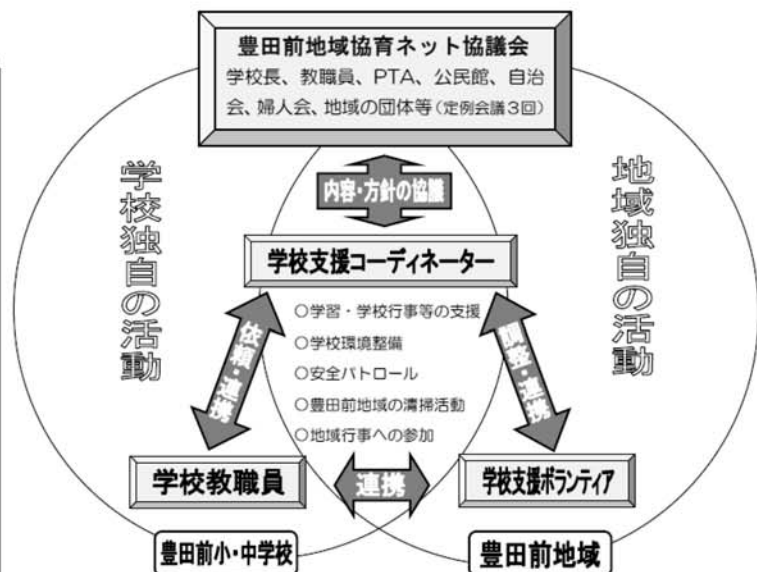 豊田前地域協育ネット協議会
学校長、教職員、PTA、公民館、自治
会、婦人会、地域の団体等(定例会議3回)
学校独自の活動
地域独自の活動
内容・方針の協議
学校支援コーディネーター
○学習・学校行事等の支援
○学校環境整備
○安全パトロール
○豊田前地域の清掃活動
○地域行事への参加
依頼・連携
調整・連携
学校教職員
連携
学校支援ボランティア
豊田前小・中学校
豊田前地域